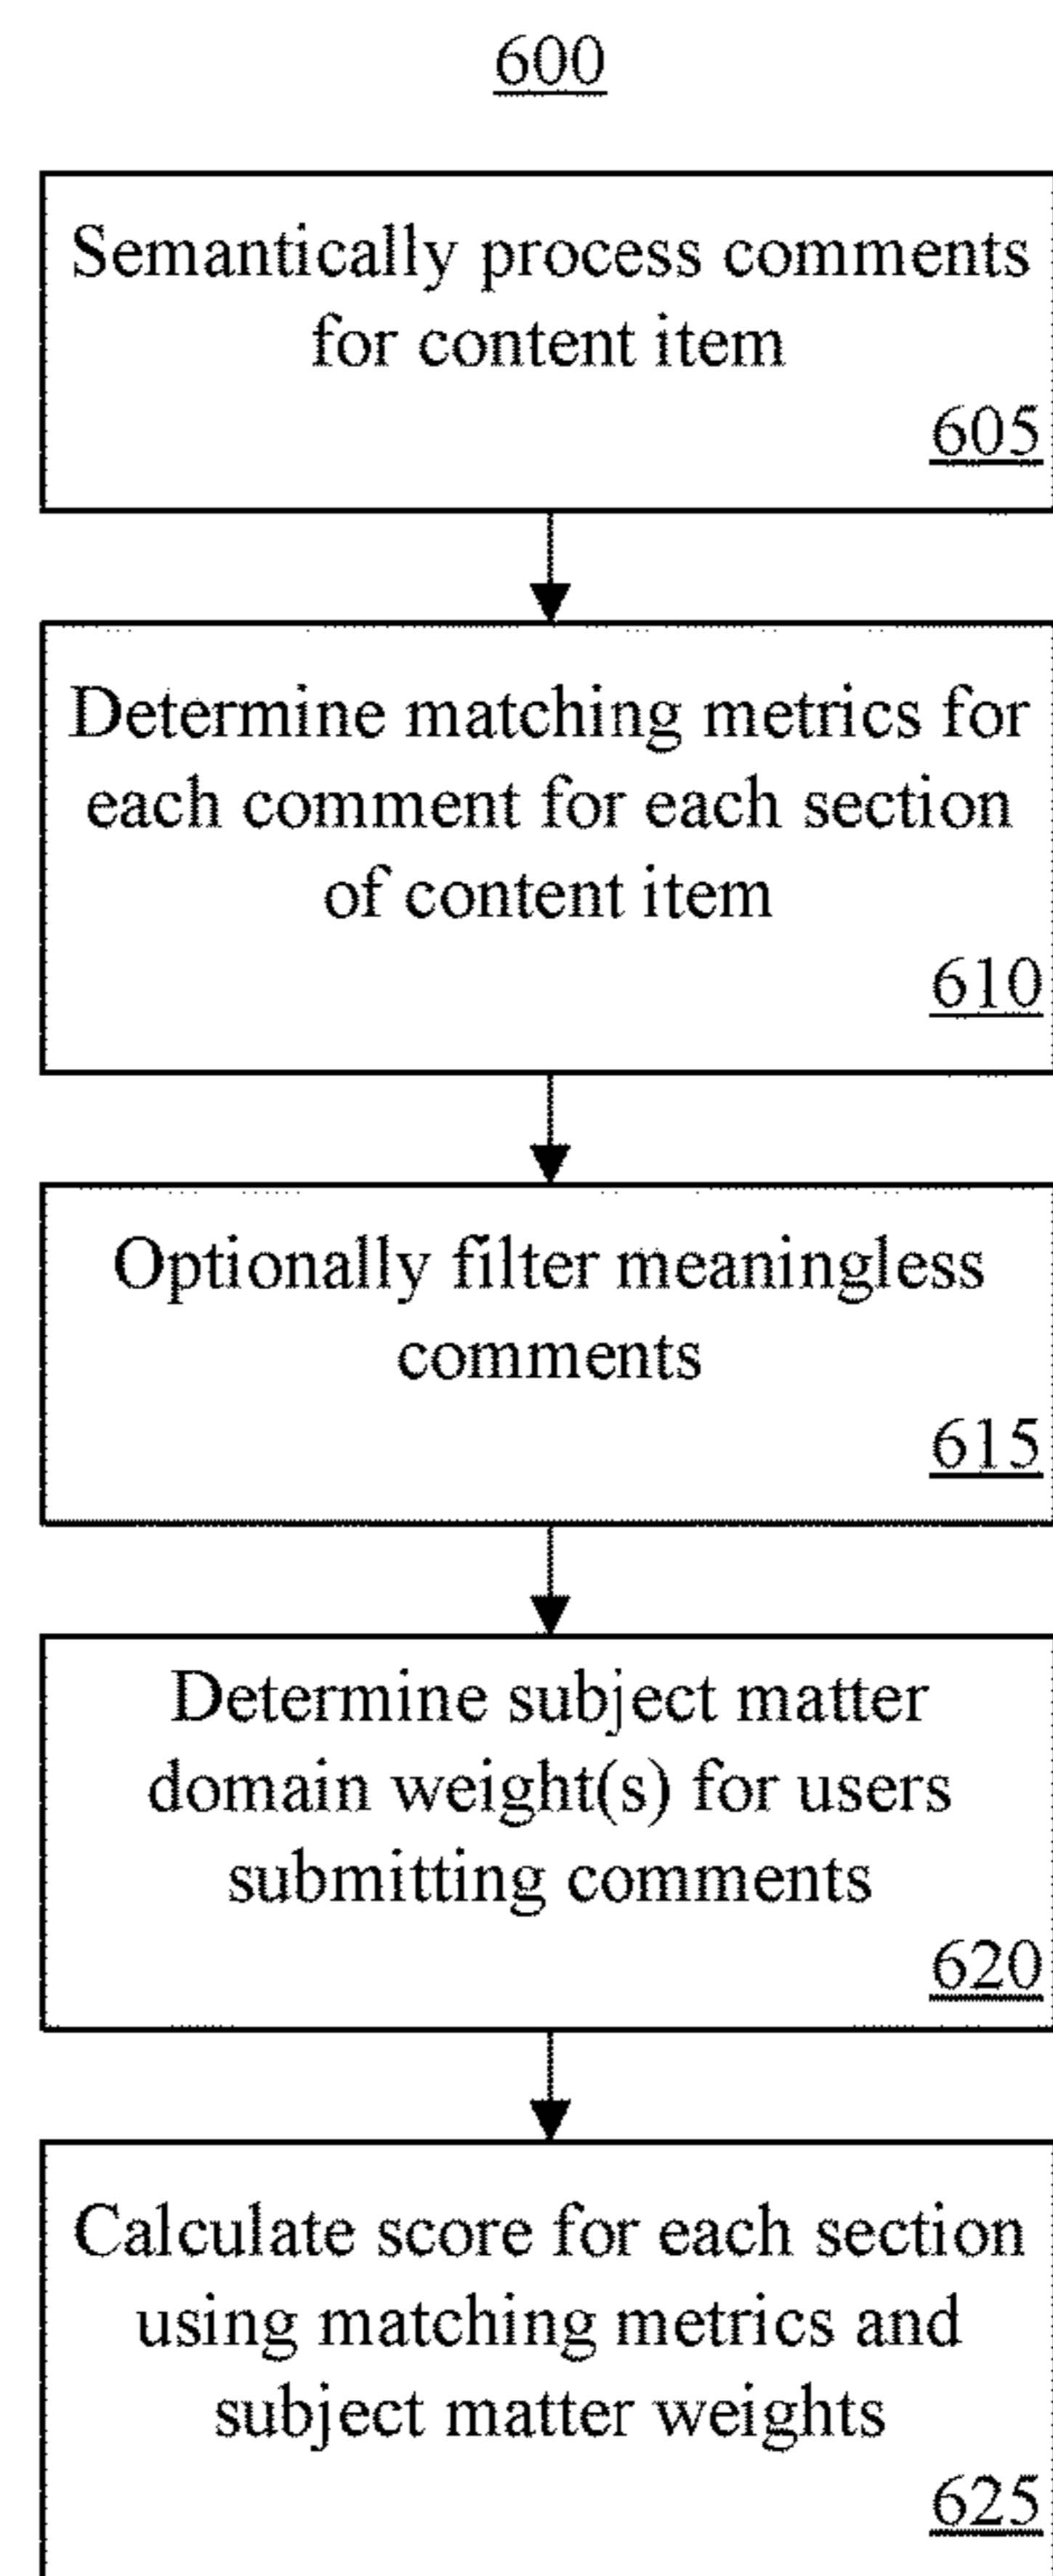 600
Semantically process comments
for content item
605
Determine matching metrics for
each comment for each section
of content item
610
Optionally filter meaningless
comments
615
Determine subject matter
domain weight(s) for users
submitting comments
620
Calculate score for each section
using matching metrics and
subject matter weights
625